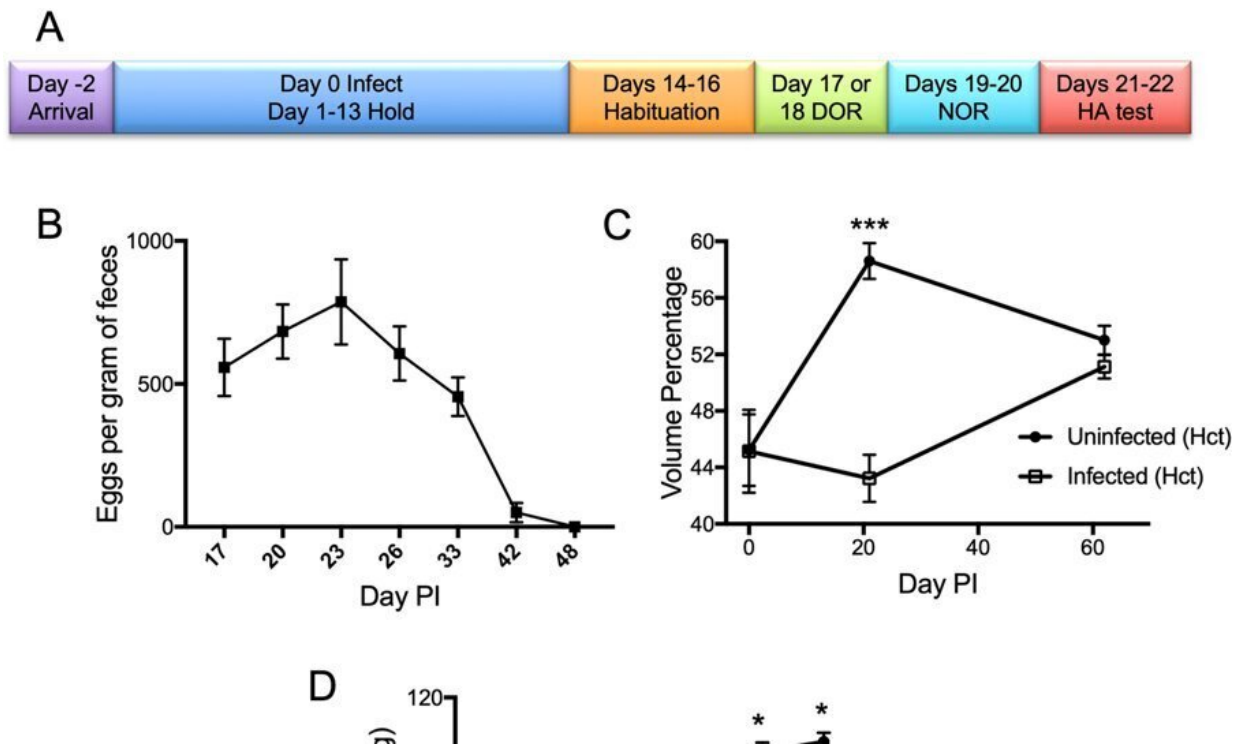 A
Day -2
Arrival
Day 0 Infect
Day 1-13 Hold
Days 14-16
Habituation
Day 17 or
18 DOR
Days 19-20
NOR
Days 21-22
HA test
B
Eggs per gram of feces
1000
500
0
17
20
23
26
33
42
48
Day PI
C
Volume Percentage
***
60
56
52
48
44
40
0
20
40
60
Day PI
Uninfected (Hct)
Infected (Hct)
D
120
*
*